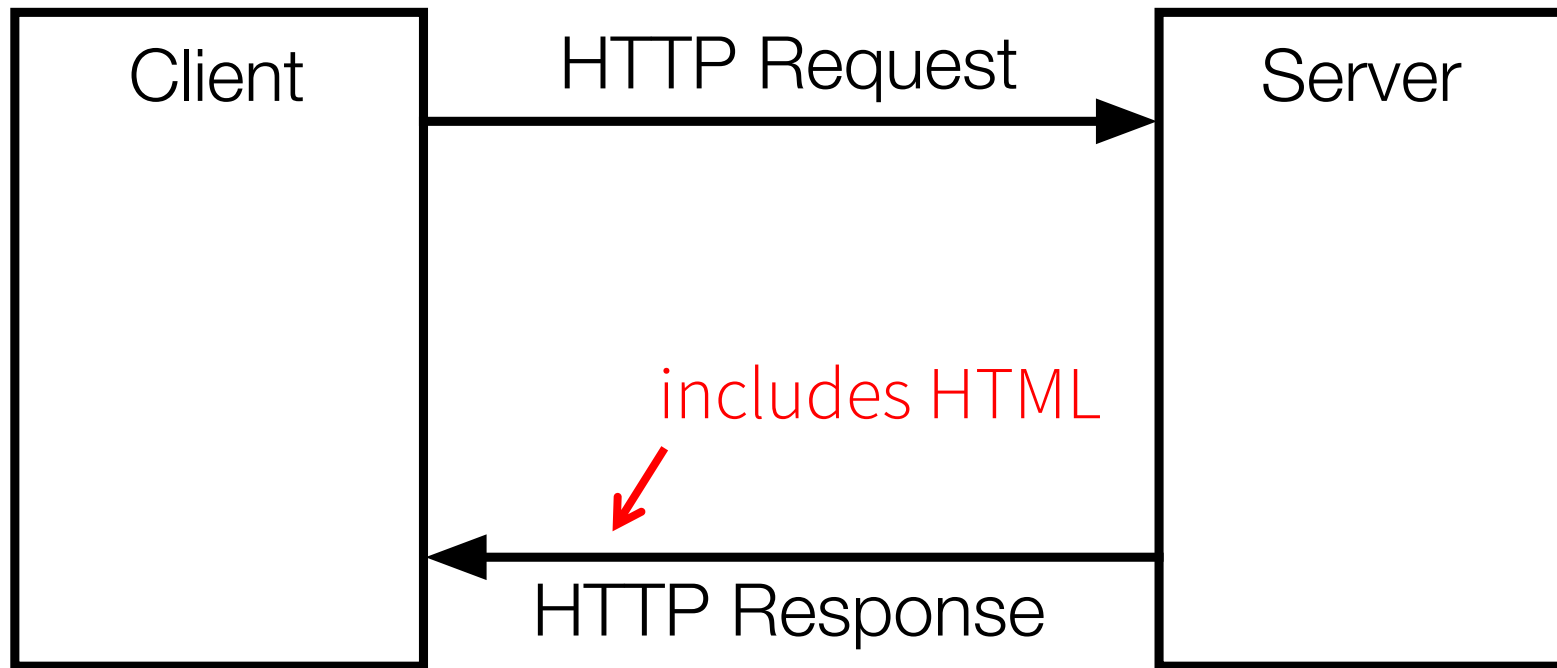 Client
HTTP Request
Server
includes HTML
HTTP Response